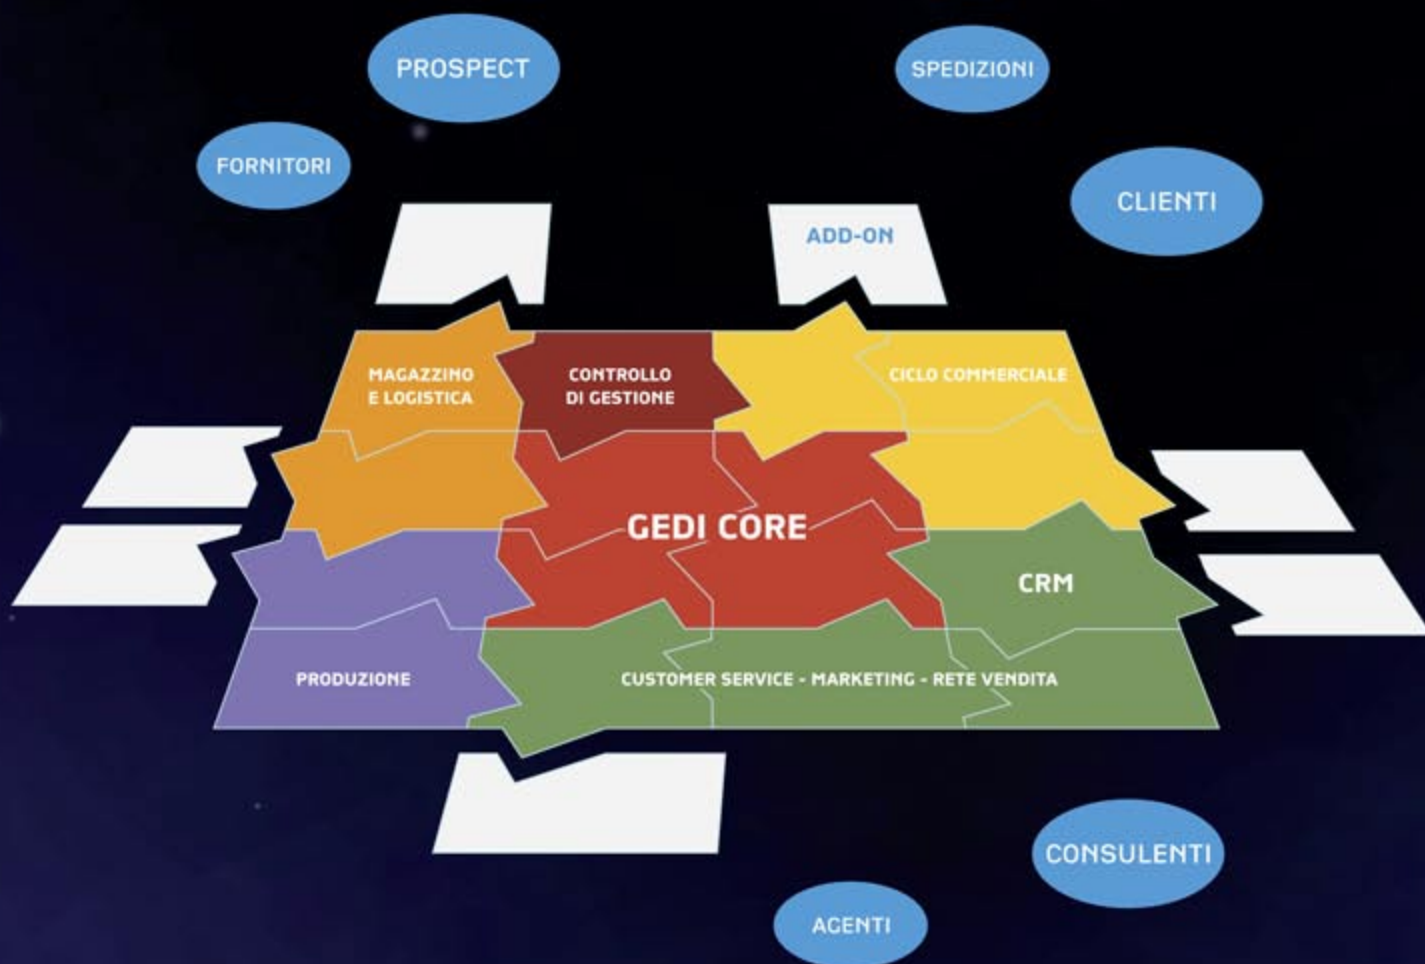 PROSPECT
SPEDIZIONI
FORNITORI
CLIENTI
ADD-ON
MAGAZZINO
E LOGISTICA
CONTROLLO
DI GESTIONE
CICLO COMMERCIALE
GEDI CORE
CRM
PRODUZIONE
CUSTOMER SERVICE - MARKETING - RETE VENDITA
CONSULENTI
AGENTI